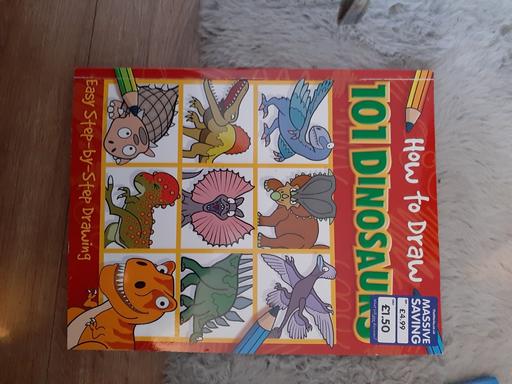 How to Draw
101 DINOSAURS
MASSIVE
SAVING
£4.99
£1.50
Easy Step-by-Step Drawing